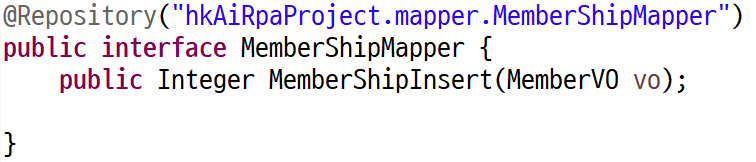 @Repository("hkAiRpaProject.mapper.MemberShipMapper")
public interface MemberShipMapper {
    public Integer MemberShipInsert(MemberVO vo);
}